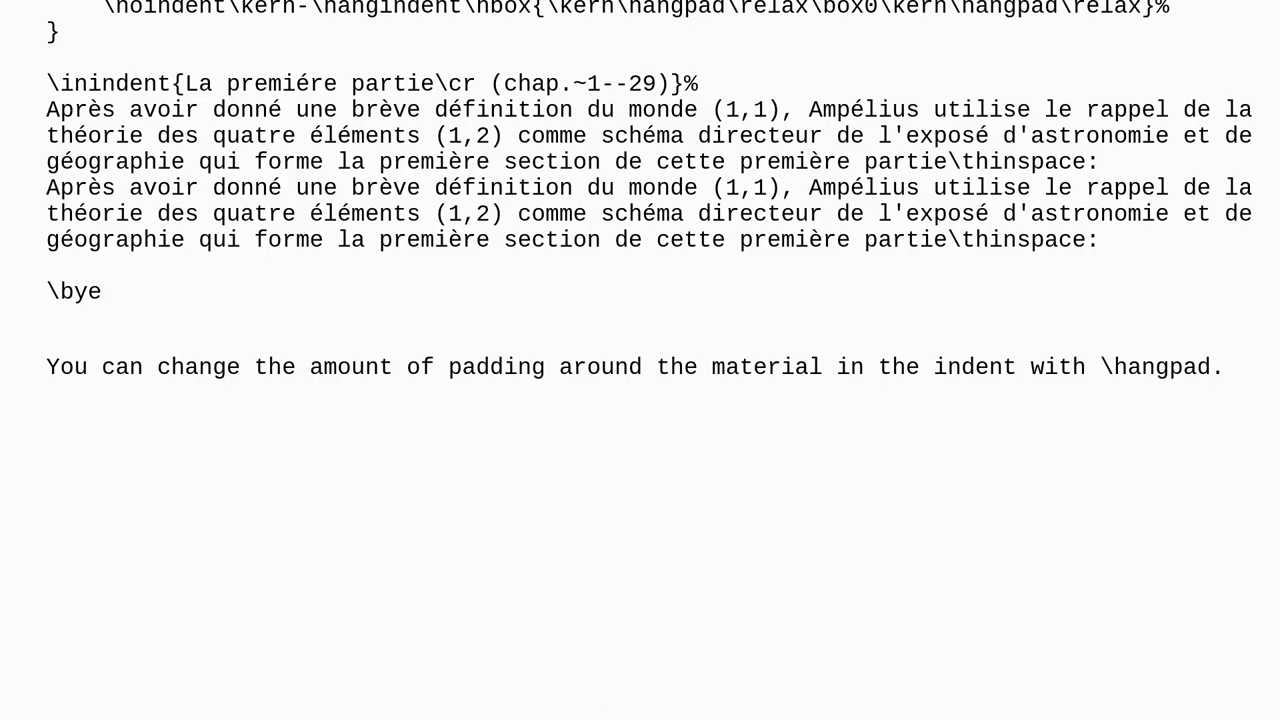 \noindent\kern-\hangindent\hbox{\kern\hangpad\relax\box0\kern\hangpad\relax}%
}
\inindent{La premiére partie\cr (chap.~1--29)}%
Après avoir donné une brève définition du monde (1,1), Ampélius utilise le rappel de la
théorie des quatre éléments (1,2) comme schéma directeur de l'exposé d'astronomie et de
géographie qui forme la première section de cette première partie\thinspace:
Après avoir donné une brève définition du monde (1,1), Ampélius utilise le rappel de la
théorie des quatre éléments (1,2) comme schéma directeur de l'exposé d'astronomie et de
géographie qui forme la première section de cette première partie\thinspace:
\bye
You can change the amount of padding around the material in the indent with \hangpad.